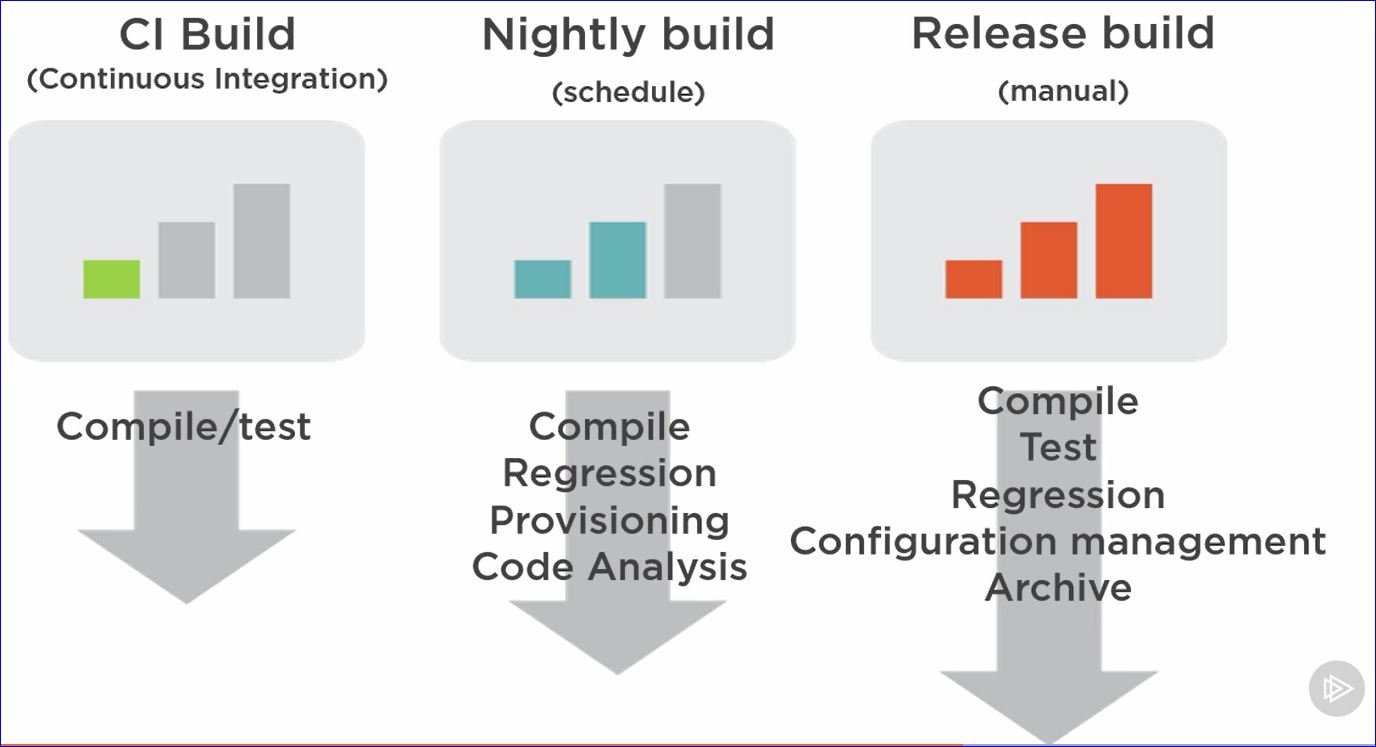 CI Build
(Continuous Integration)
Compile/test
Nightly build
(schedule)
Compile
Regression
Provisioning
Code Analysis
Release build
(manual)
Compile
Test
Regression
Configuration management
Archive